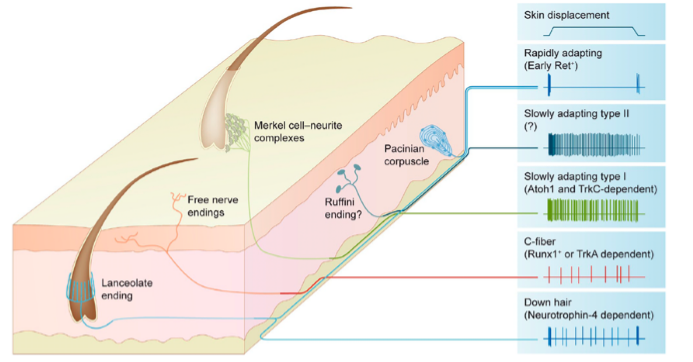 Skin displacement
Rapidly adapting
(Early Ret⁺)
Slowly adapting type II
(?)
Slowly adapting type I
(Atoh1 and TrkC-dependent)
C-fiber
(Runx1⁺ or TrkA dependent)
Down hair
(Neurotrophin-4 dependent)
Merkel cell–neurite
complexes
Pacinian
corpuscle
Free nerve
endings
Ruffini
ending?
Lanceolate
ending